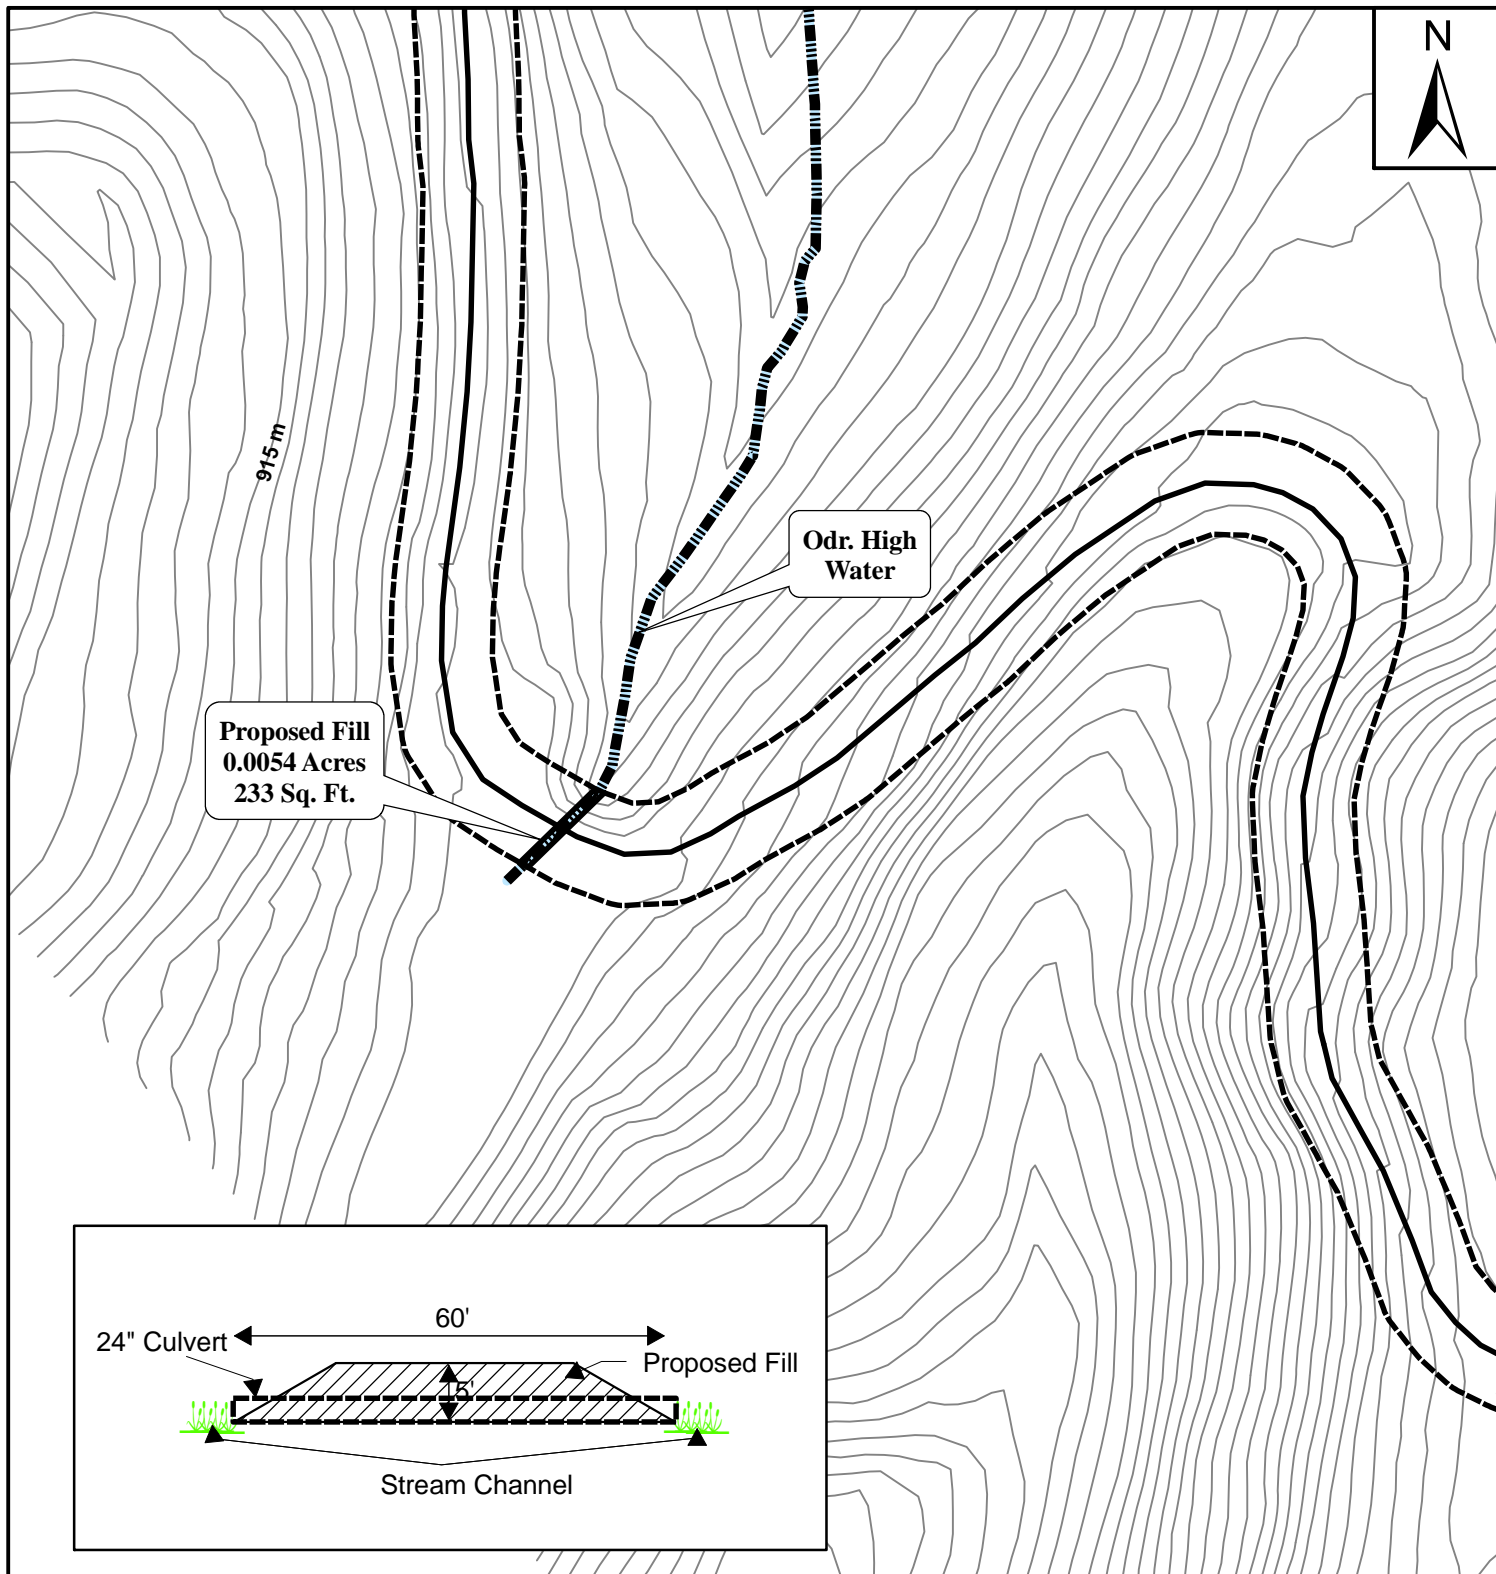 N
915 m
Odr. High
Water
Proposed Fill
0.0054 Acres
233 Sq. Ft.
60'
24" Culvert
Proposed Fill
5'
Stream Channel